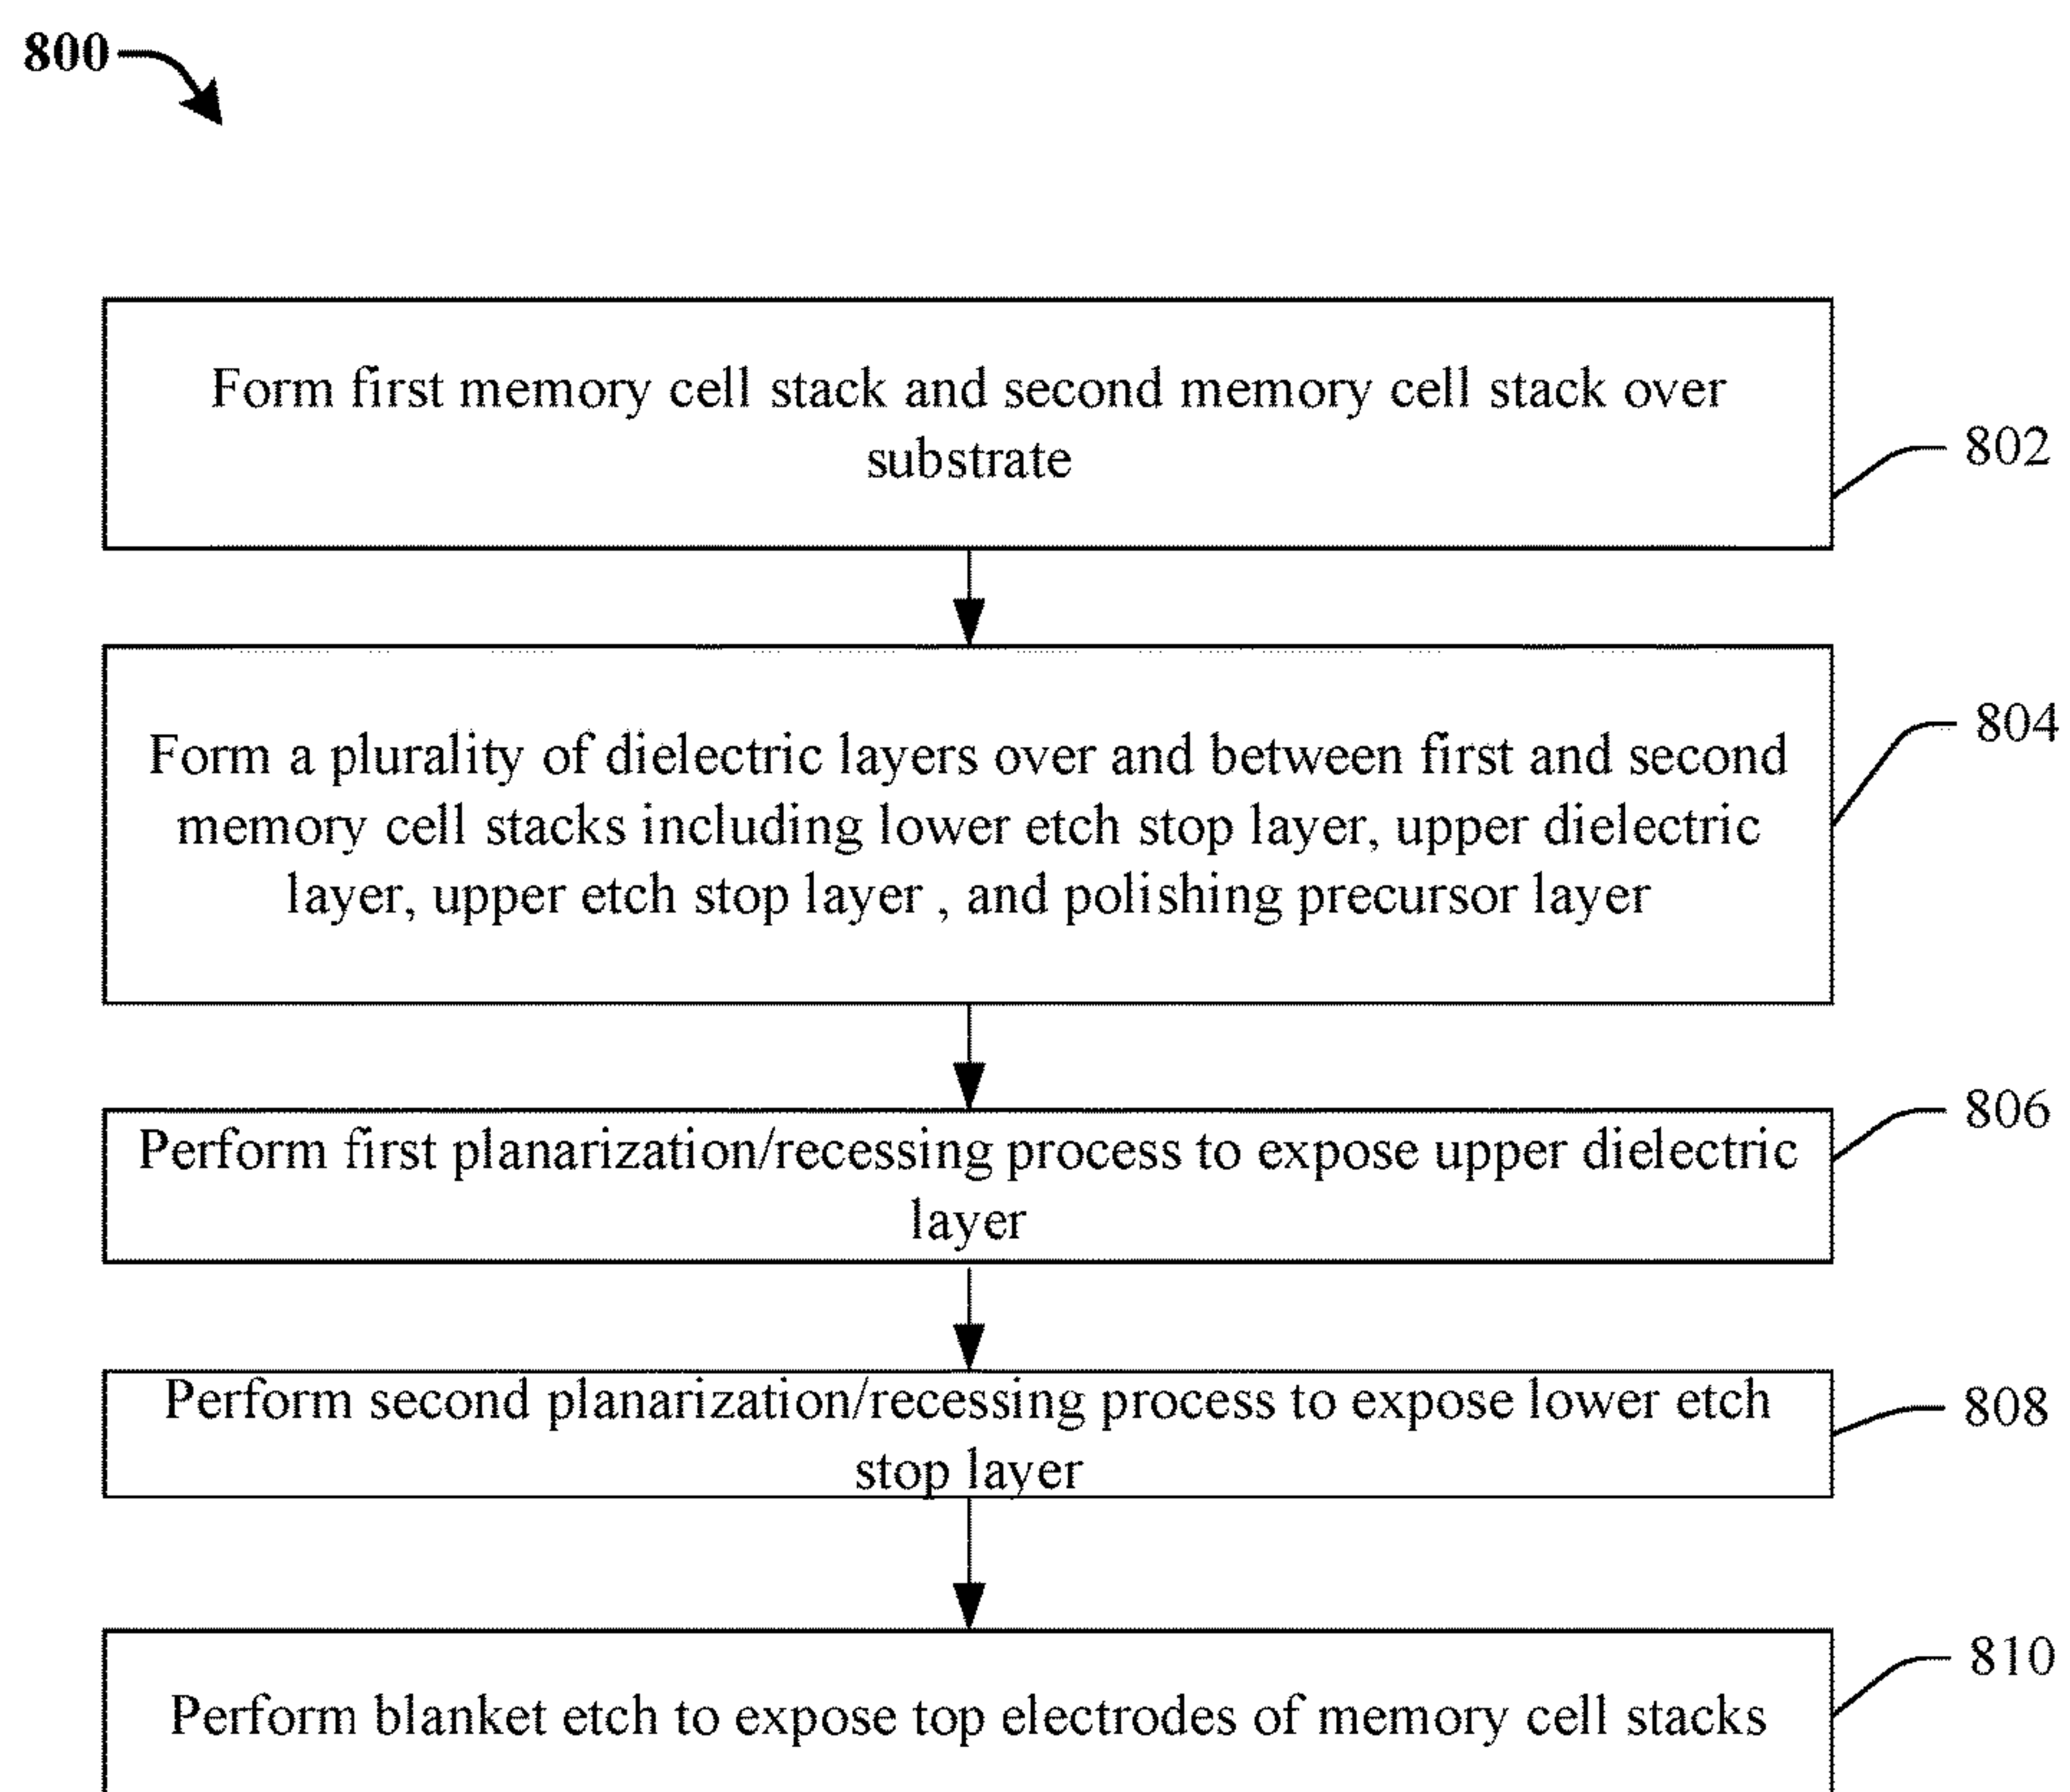 800
Form first memory cell stack and second memory cell stack over
substrate
802
Form a plurality of dielectric layers over and between first and second
memory cell stacks including lower etch stop layer, upper dielectric
layer, upper etch stop layer , and polishing precursor layer
804
Perform first planarization/recessing process to expose upper dielectric
layer
806
Perform second planarization/recessing process to expose lower etch
stop layer
808
Perform blanket etch to expose top electrodes of memory cell stacks
810